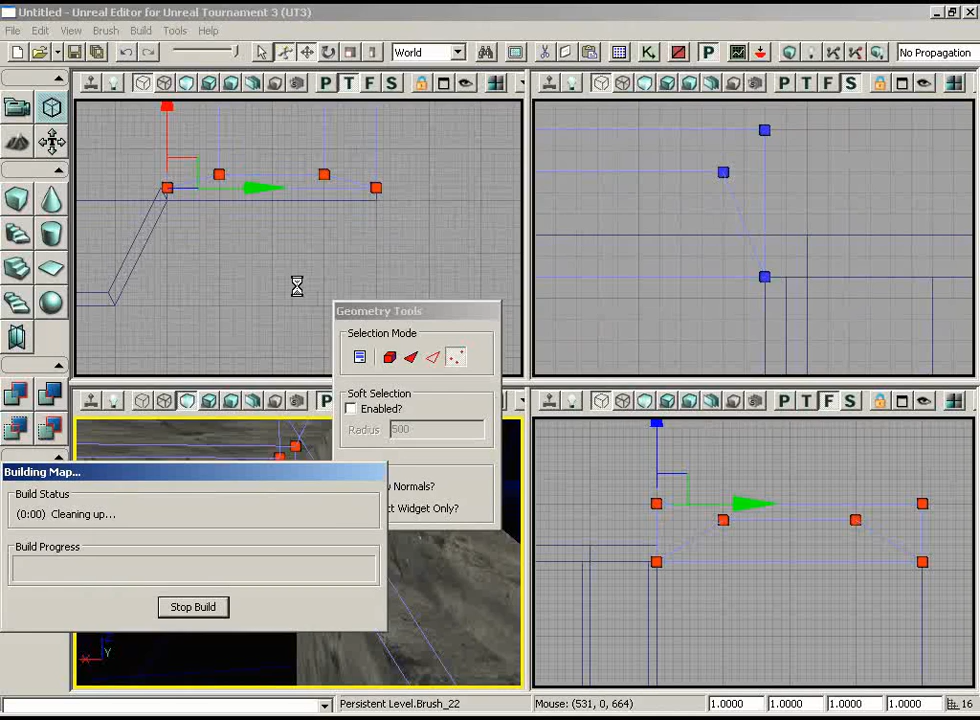 Untitled - Unreal Editor for Unreal Tournament 3 (UT3)
File Edit View Brush Build Tools Help
World P No Propagation
P T F S
P T F S
Geometry Tools
Selection Mode
Soft Selection
Enabled?
Radius 500
P
P T F S
Normals?
ct Widget Only?
Building Map...
Build Status
(0:00) Cleaning up...
Build Progress
Stop Build
X Y
Persistent Level.Brush_22 Mouse: (531, 0, 664) 1.0000 1.0000 1.0000 1.0000 16